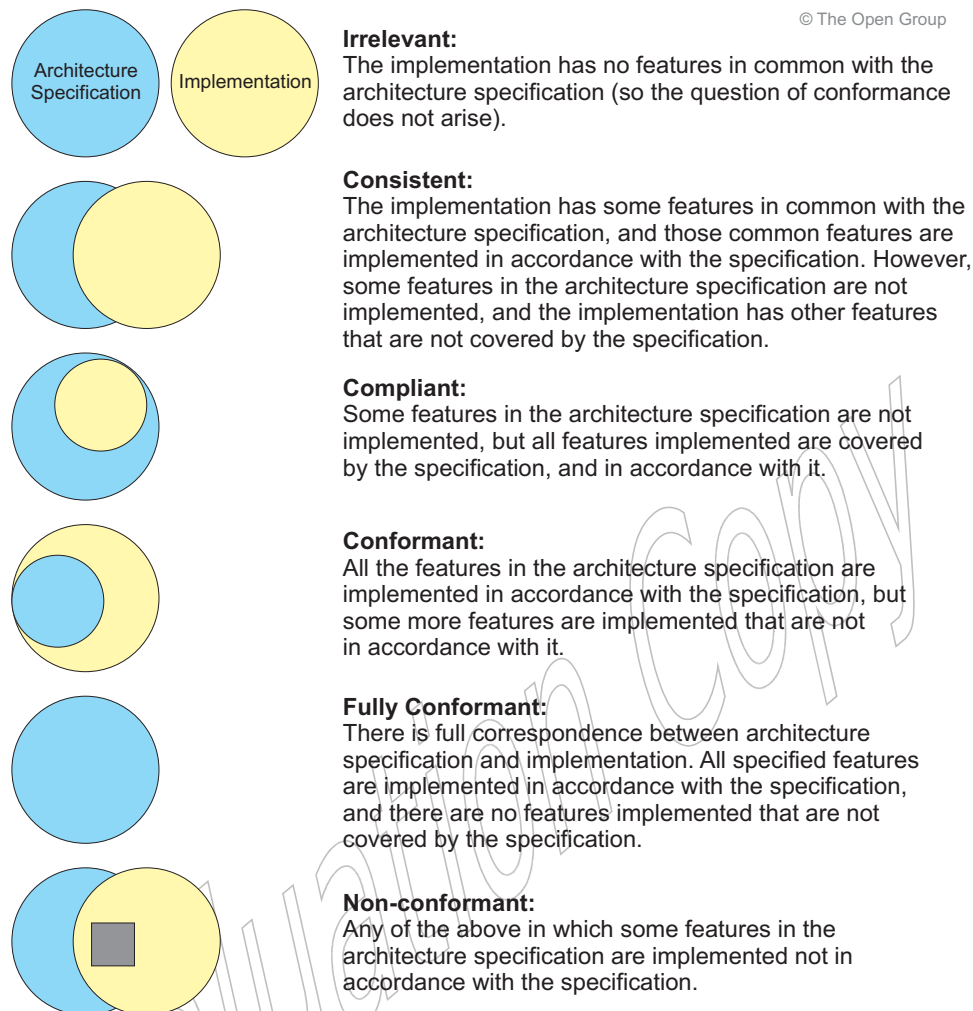 © The Open Group
Architecture
Specification
Implementation
Irrelevant:
The implementation has no features in common with the
architecture specification (so the question of conformance
does not arise).
Consistent:
The implementation has some features in common with the
architecture specification, and those common features are
implemented in accordance with the specification. However,
some features in the architecture specification are not
implemented, and the implementation has other features
that are not covered by the specification.
Compliant:
Some features in the architecture specification are not
implemented, but all features implemented are covered
by the specification, and in accordance with it.
Conformant:
All the features in the architecture specification are
implemented in accordance with the specification, but
some more features are implemented that are not
in accordance with it.
Fully Conformant:
There is full correspondence between architecture
specification and implementation. All specified features
are implemented in accordance with the specification,
and there are no features implemented that are not
covered by the specification.
Non-conformant:
Any of the above in which some features in the
architecture specification are implemented not in
accordance with the specification.
Copy